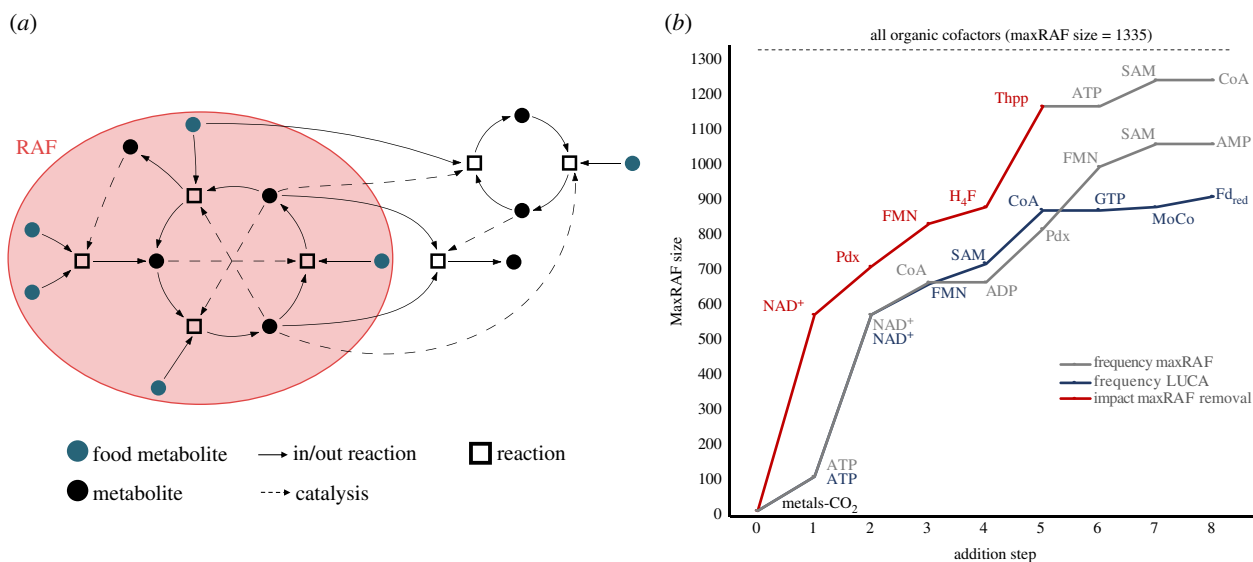 (a)
RAF
food metabolite
in/out reaction
reaction
metabolite
catalysis
(b)
all organic cofactors (maxRAF size = 1335)
MaxRAF size
1300
1200
1100
1000
900
800
700
600
500
400
300
200
100
0
NAD⁺
Pdx
FMN
H₄F
Thpp
ATP
SAM
CoA
FMN
SAM
AMP
CoA
GTP
MoCo
Fd_red
Pdx
SAM
CoA
FMN
ADP
NAD⁺
NAD⁺
ATP
ATP
metals-CO₂
frequency maxRAF
frequency LUCA
impact maxRAF removal
0 1 2 3 4 5 6 7 8
addition step